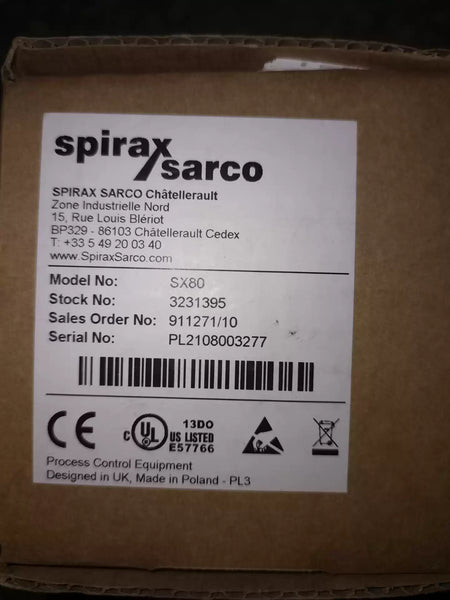 spirax
sarco
SPIRAX SARCO Châtellerault
Zone Industrielle Nord
15, Rue Louis Blériot
BP329 - 86103 Châtellerault Cedex
T: +33 5 49 20 03 40
www.SpiraxSarco.com
Model No: SX80
Stock No: 3231395
Sales Order No: 911271/10
Serial No: PL2108003277
CE
C UL US LISTED
13DO
E57766
Process Control Equipment
Designed in UK, Made in Poland - PL3